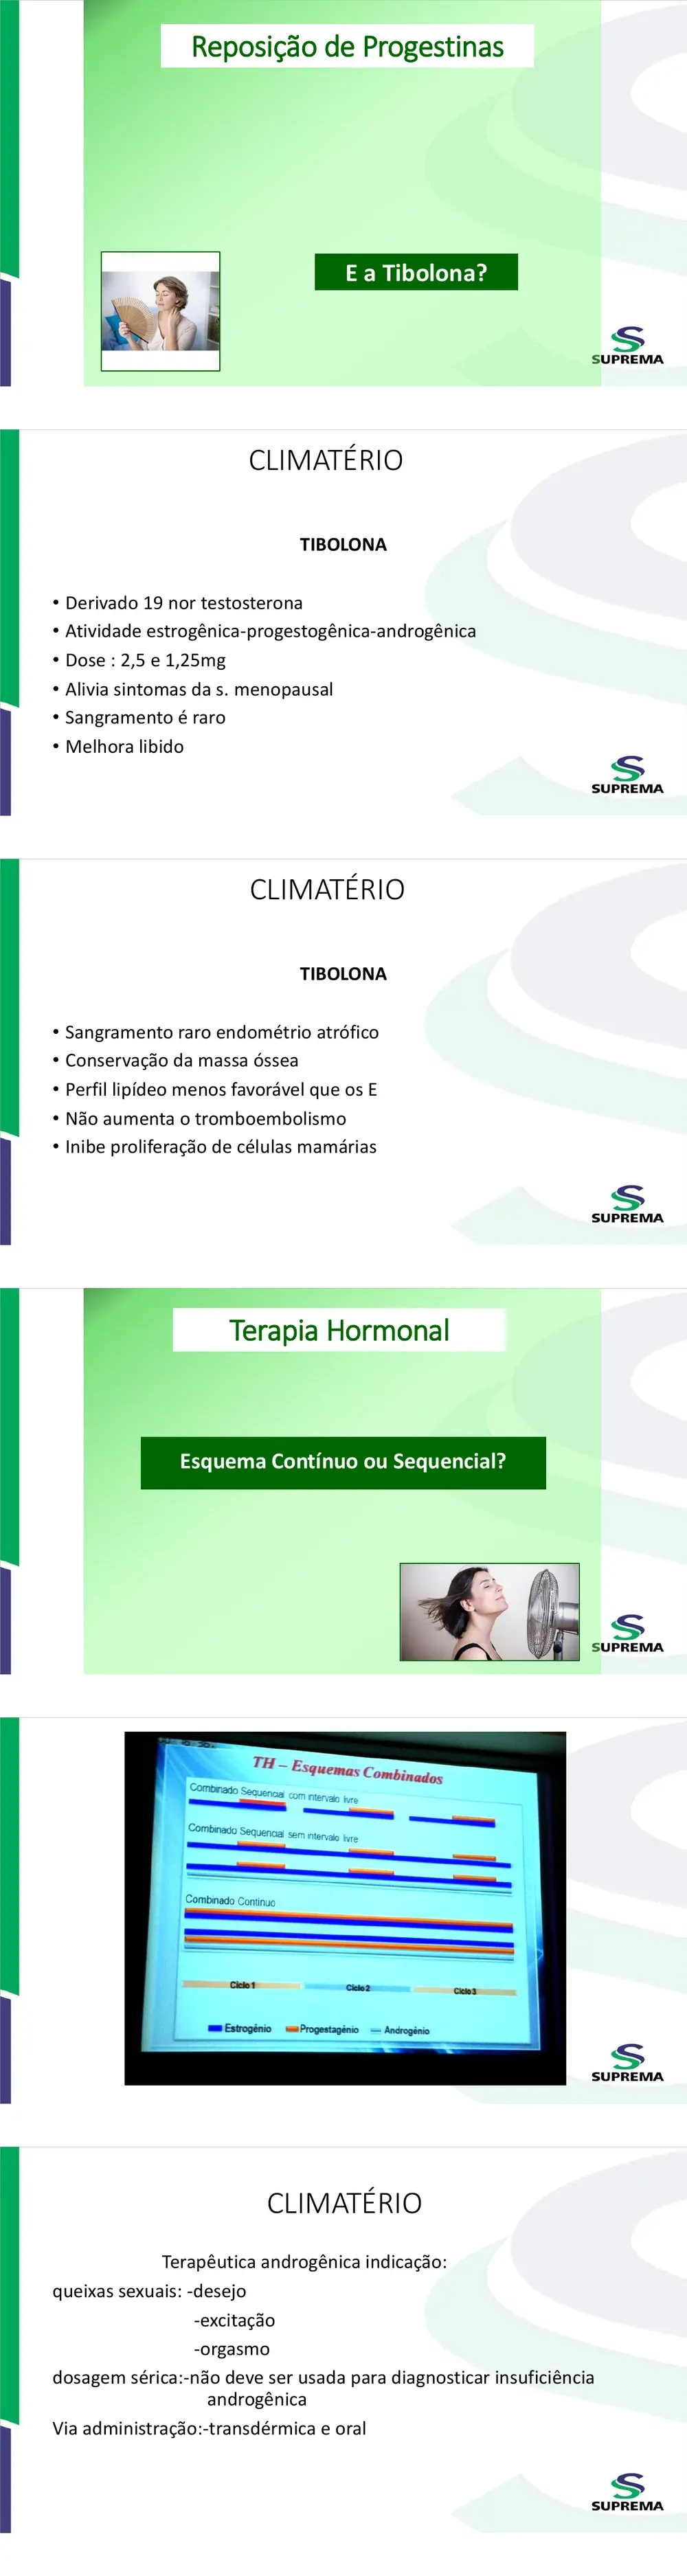 Reposição de Progestinas
E a Tibolona?
SUPREMA
CLIMATÉRIO
TIBOLONA
• Derivado 19 nor testosterona
• Atividade estrogênica-progestogênica-androgênica
• Dose : 2,5 e 1,25mg
• Alivia sintomas da s. menopausal
• Sangramento é raro
• Melhora libido
SUPREMA
CLIMATÉRIO
TIBOLONA
• Sangramento raro endométrio atrófico
• Conservação da massa óssea
• Perfil lipídeo menos favorável que os E
• Não aumenta o tromboembolismo
• Inibe proliferação de células mamárias
SUPREMA
Terapia Hormonal
Esquema Contínuo ou Sequencial?
SUPREMA
TH – Esquemas Combinados
Combinado Sequencial com intervalo livre
Combinado Sequencial sem intervalo livre
Combinado Contínuo
Ciclo 1 Ciclo 2 Ciclo 3
Estrogênio Progestagênio Androgênio
SUPREMA
CLIMATÉRIO
Terapêutica androgênica indicação:
queixas sexuais: -desejo
-excitação
-orgasmo
dosagem sérica:-não deve ser usada para diagnosticar insuficiência
androgênica
Via administração:-transdérmica e oral
SUPREMA